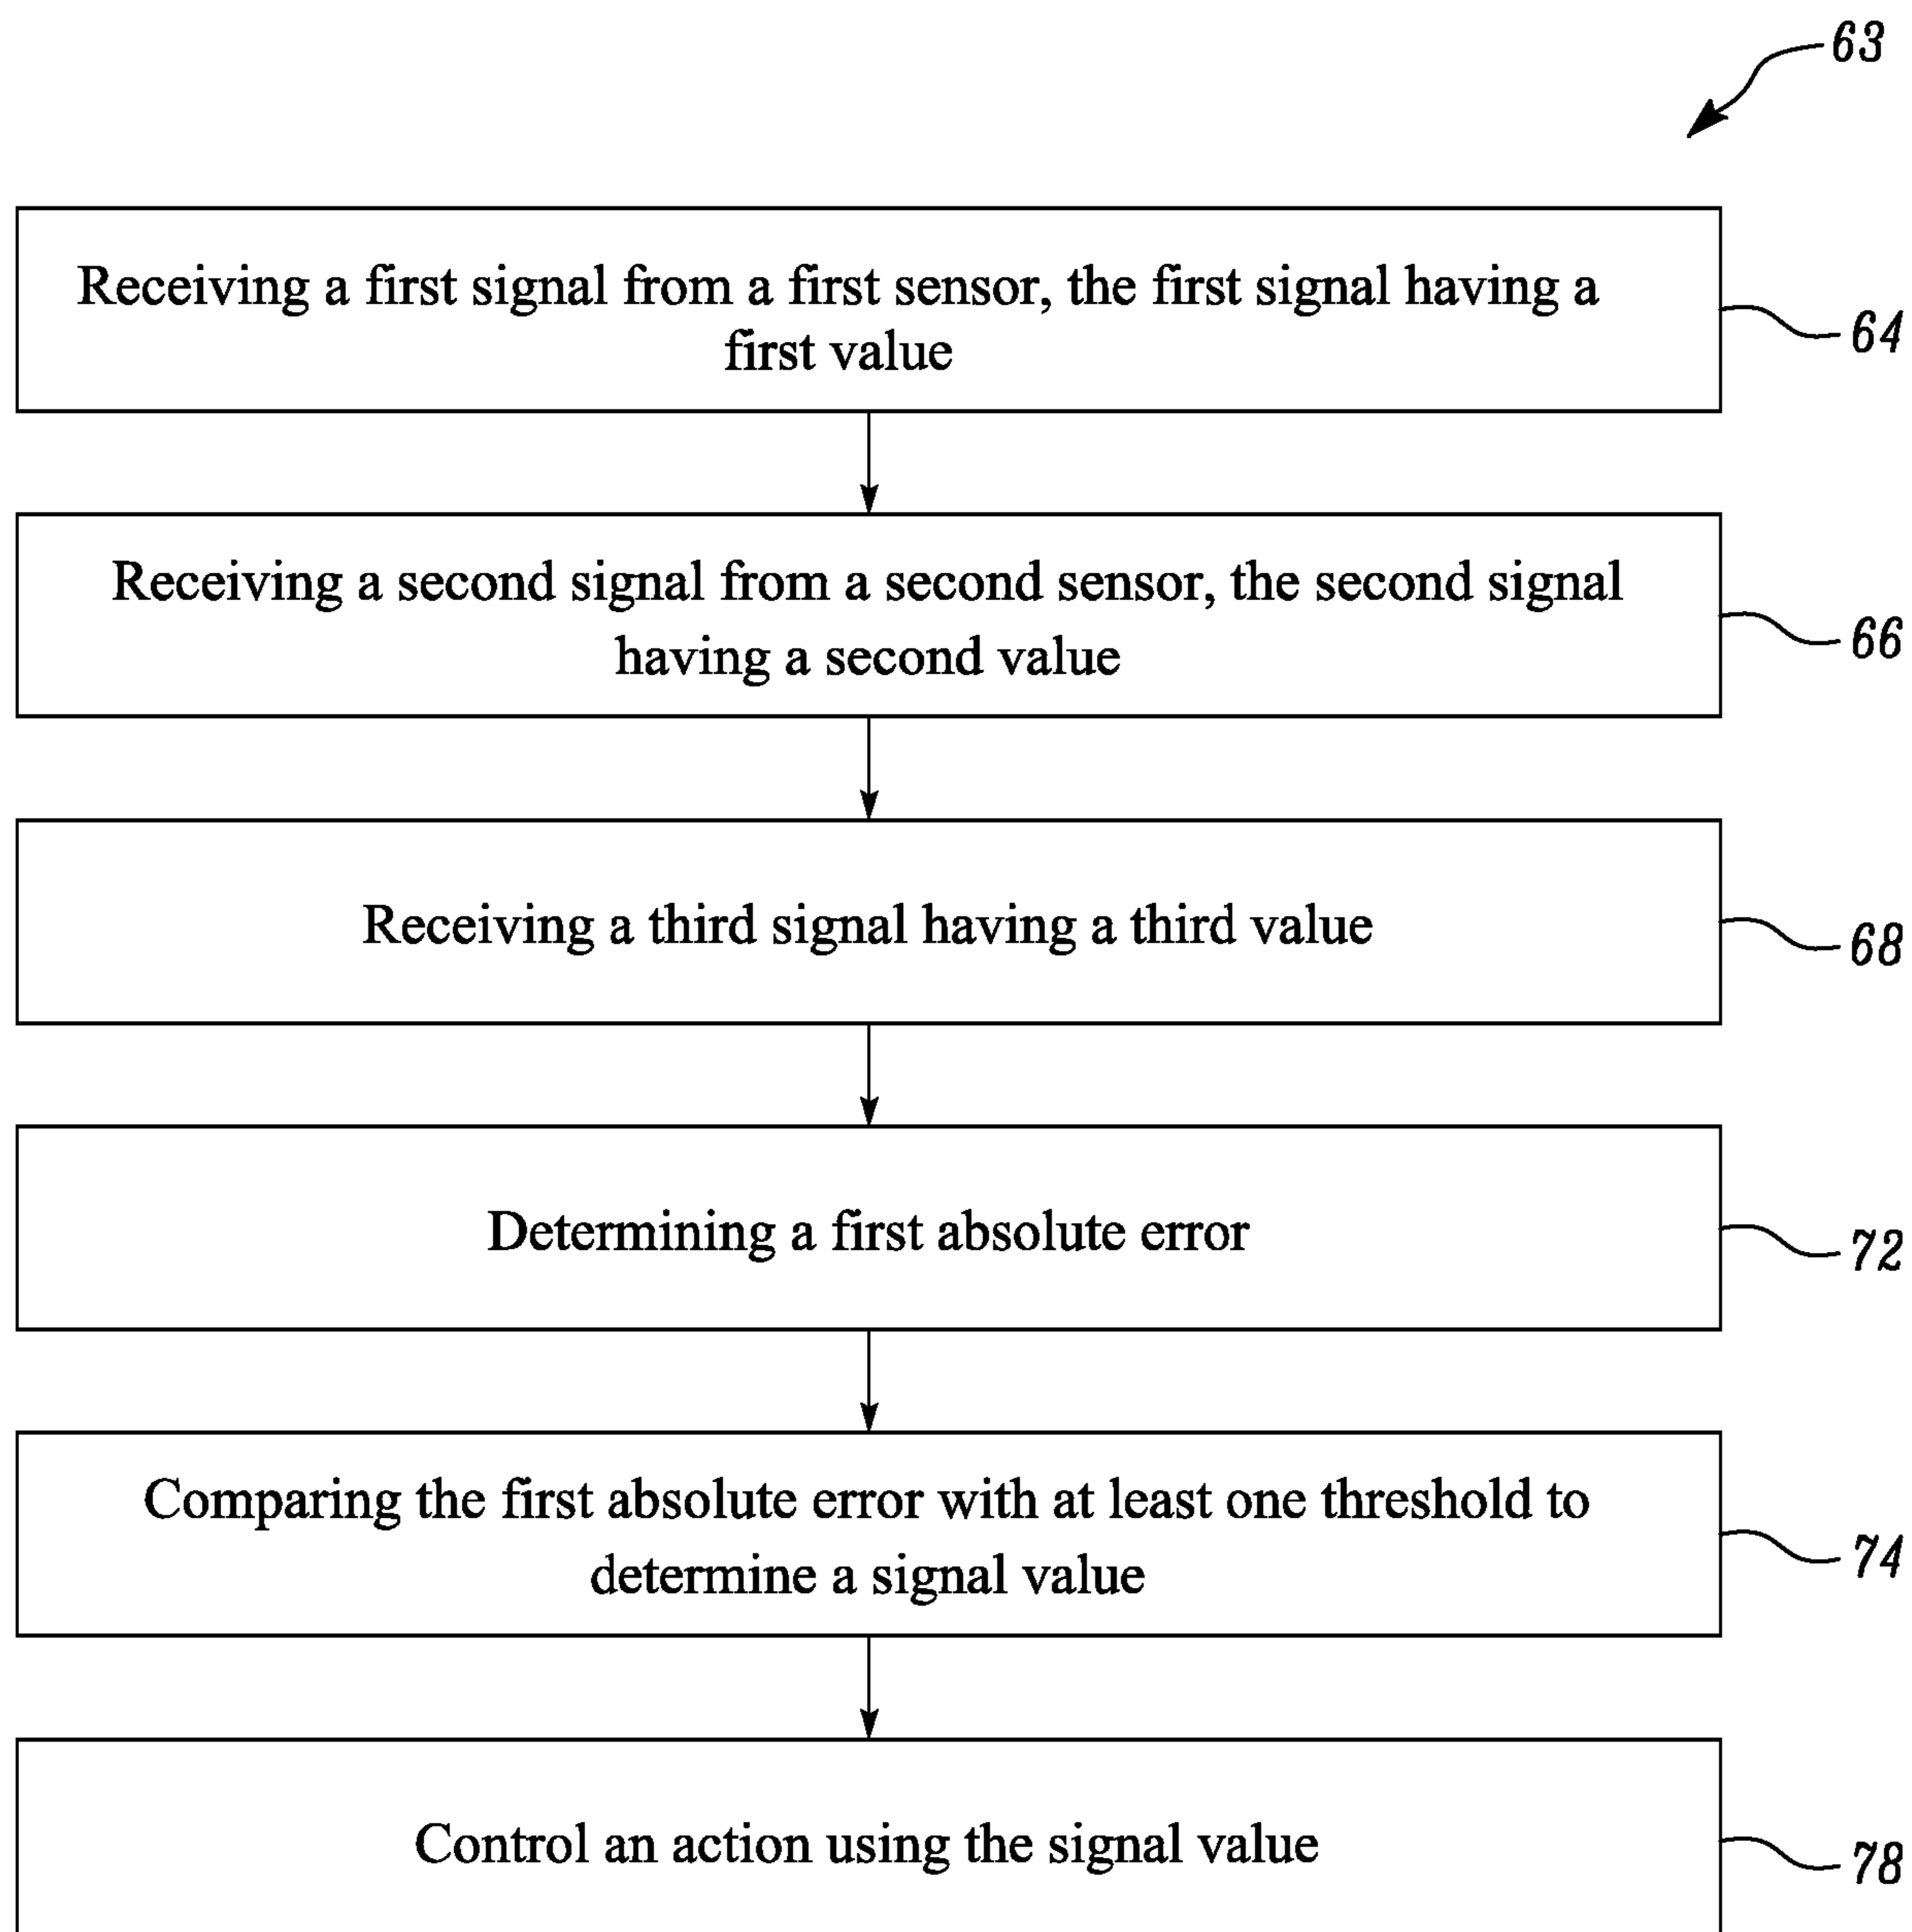 63
Receiving a first signal from a first sensor, the first signal having a
first value
64
Receiving a second signal from a second sensor, the second signal
having a second value
66
Receiving a third signal having a third value
68
Determining a first absolute error
72
Comparing the first absolute error with at least one threshold to
determine a signal value
74
Control an action using the signal value
78